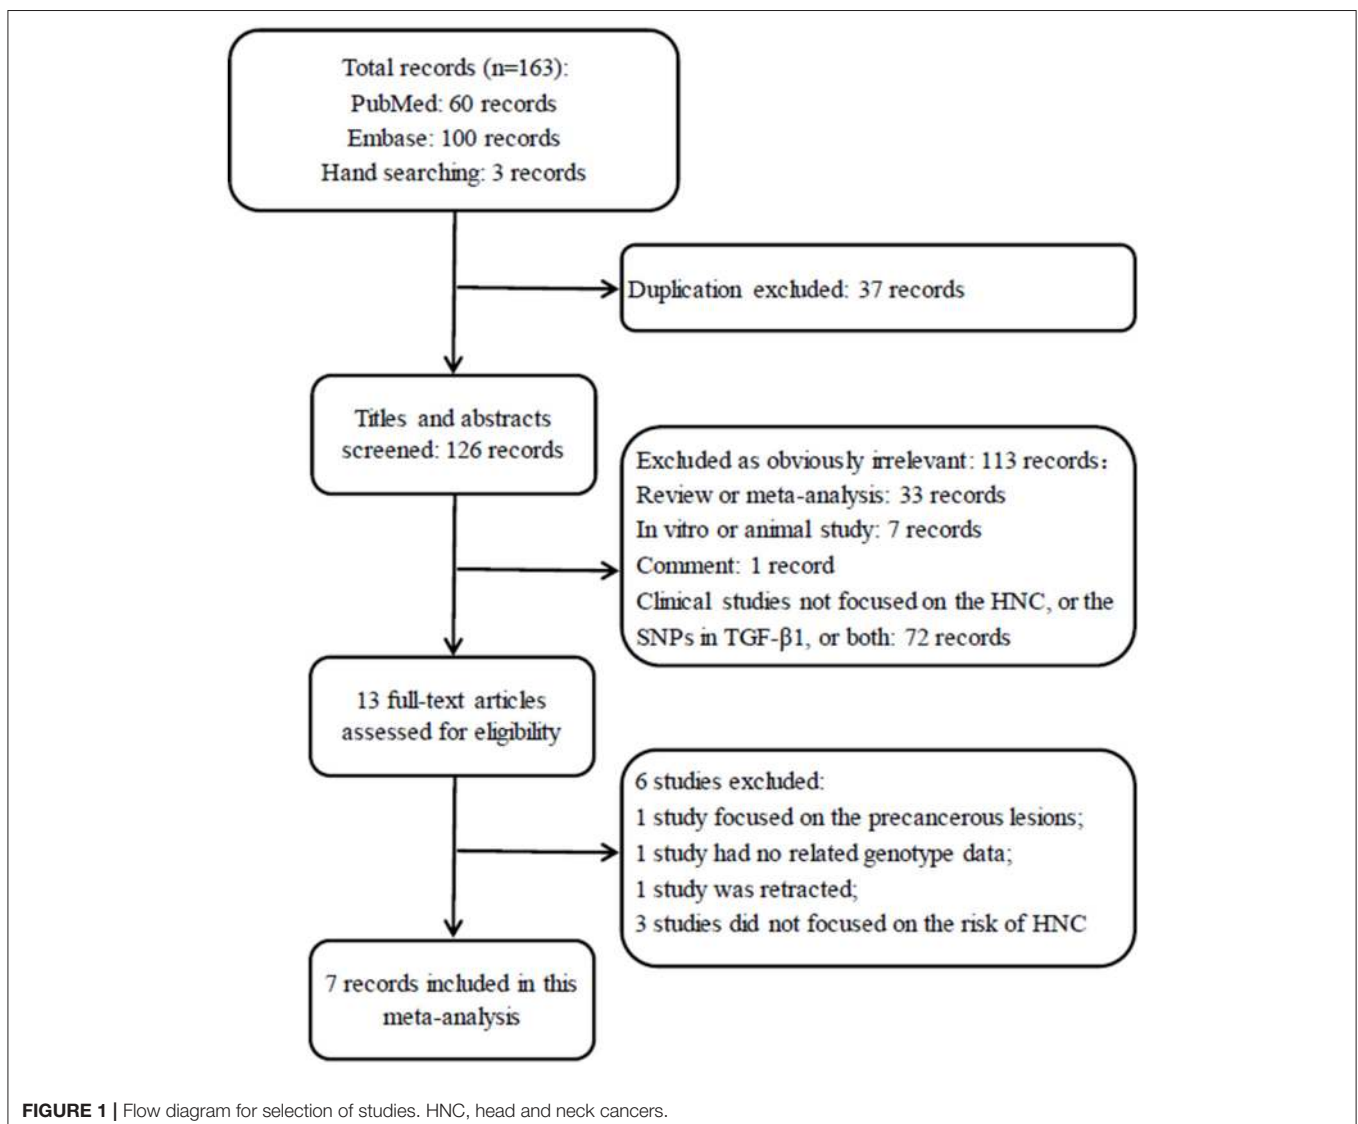 Total records (n=163):
PubMed: 60 records
Embase: 100 records
Hand searching: 3 records
Duplication excluded: 37 records
Titles and abstracts
screened: 126 records
Excluded as obviously irrelevant: 113 records：
Review or meta-analysis: 33 records
In vitro or animal study: 7 records
Comment: 1 record
Clinical studies not focused on the HNC, or the
SNPs in TGF-β1, or both: 72 records
13 full-text articles
assessed for eligibility
6 studies excluded:
1 study focused on the precancerous lesions;
1 study had no related genotype data;
1 study was retracted;
3 studies did not focused on the risk of HNC
7 records included in this
meta-analysis
FIGURE 1 | Flow diagram for selection of studies. HNC, head and neck cancers.